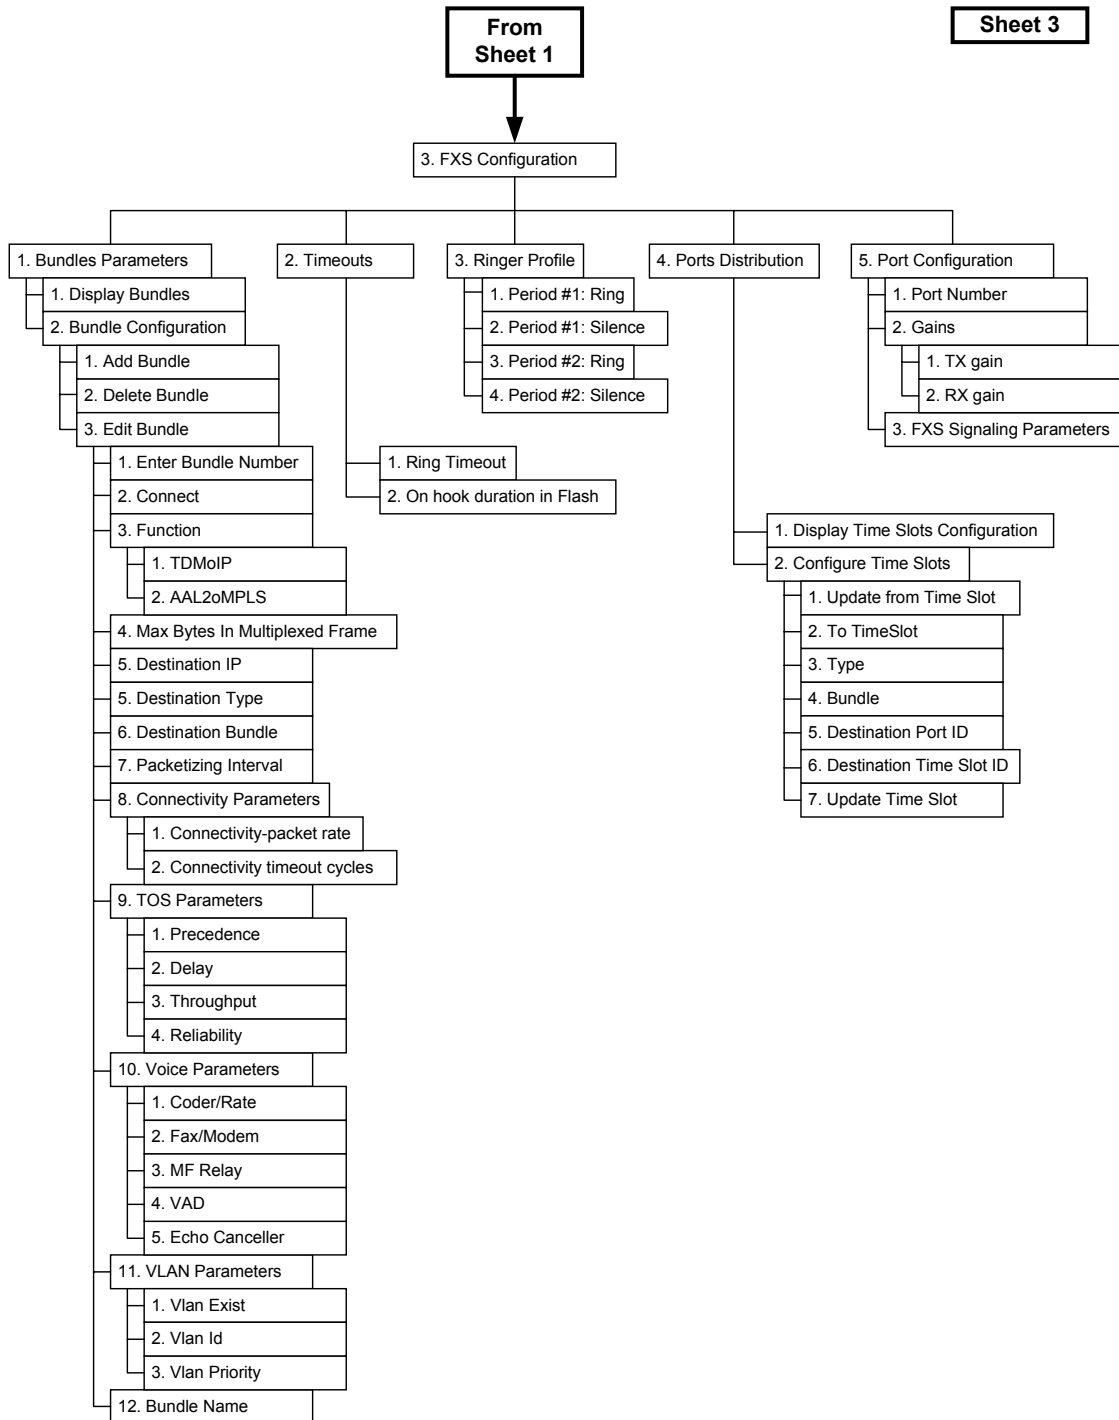 From
Sheet 1
Sheet 3
3. FXS Configuration
1. Bundles Parameters
1. Display Bundles
2. Bundle Configuration
1. Add Bundle
2. Delete Bundle
3. Edit Bundle
1. Enter Bundle Number
2. Connect
3. Function
1. TDMoIP
2. AAL2oMPLS
4. Max Bytes In Multiplexed Frame
5. Destination IP
5. Destination Type
6. Destination Bundle
7. Packetizing Interval
8. Connectivity Parameters
1. Connectivity-packet rate
2. Connectivity timeout cycles
9. TOS Parameters
1. Precedence
2. Delay
3. Throughput
4. Reliability
10. Voice Parameters
1. Coder/Rate
2. Fax/Modem
3. MF Relay
4. VAD
5. Echo Canceller
11. VLAN Parameters
1. Vlan Exist
2. Vlan Id
3. Vlan Priority
12. Bundle Name
2. Timeouts
1. Ring Timeout
2. On hook duration in Flash
3. Ringer Profile
1. Period #1: Ring
2. Period #1: Silence
3. Period #2: Ring
4. Period #2: Silence
4. Ports Distribution
1. Display Time Slots Configuration
2. Configure Time Slots
1. Update from Time Slot
2. To TimeSlot
3. Type
4. Bundle
5. Destination Port ID
6. Destination Time Slot ID
7. Update Time Slot
5. Port Configuration
1. Port Number
2. Gains
1. TX gain
2. RX gain
3. FXS Signaling Parameters